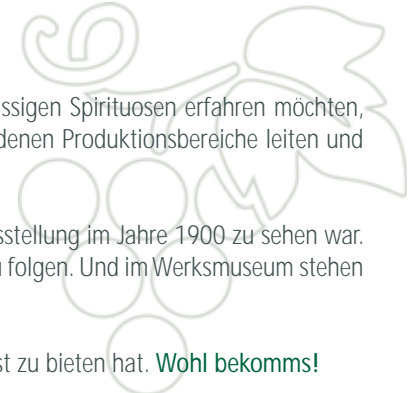 ssigen Spirituosen erfahren möchten,
denen Produktionsbereiche leiten und
sstellung im Jahre 1900 zu sehen war.
folgen. Und im Werksmuseum stehen
st zu bieten hat. Wohl bekomms!